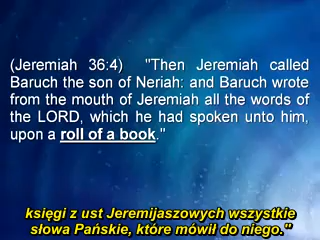 (Jeremiah 36:4) "Then Jeremiah called
Baruch the son of Neriah: and Baruch wrote
from the mouth of Jeremiah all the words of
the LORD, which he had spoken unto him,
upon a roll of a book."
księgi z ust Jeremijaszowych wszystkie
słowa Pańskie, które mówił do niego."